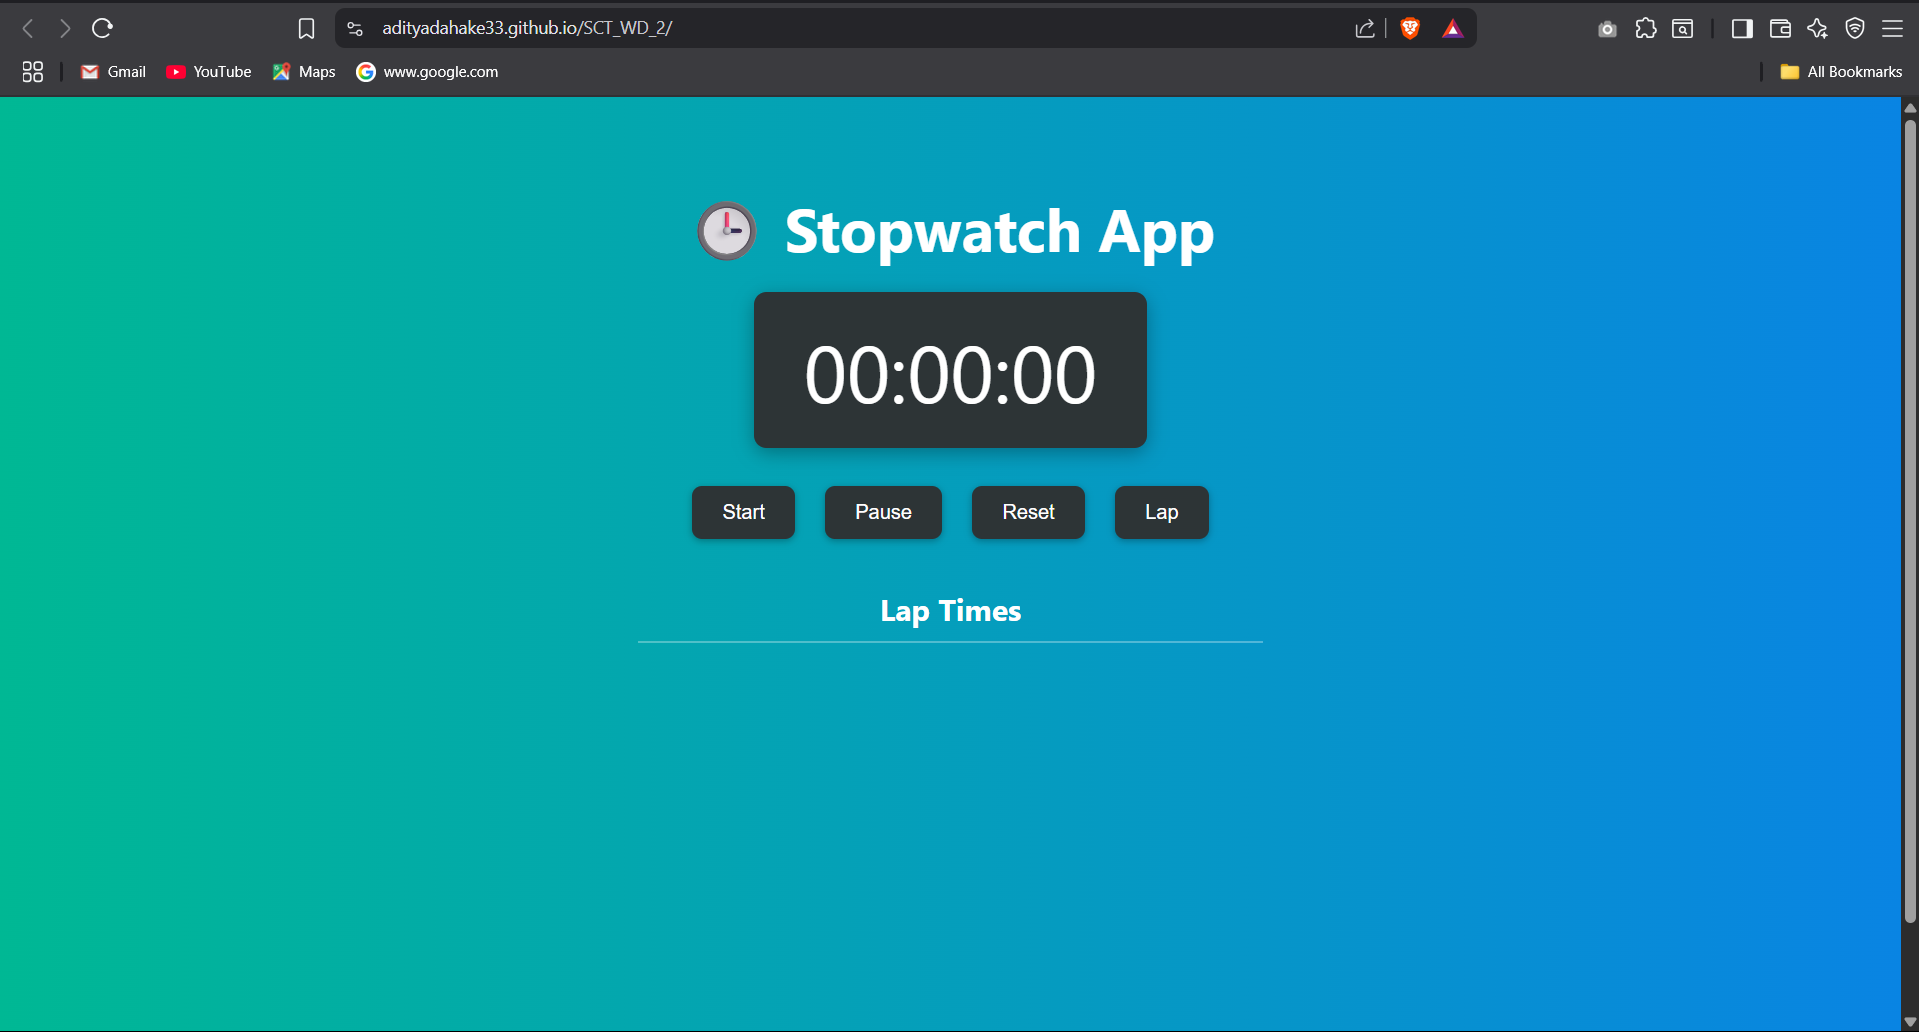 adityadahake33.github.io/SCT_WD_2/
Gmail YouTube Maps www.google.com All Bookmarks
Stopwatch App
00:00:00
Start Pause Reset Lap
Lap Times